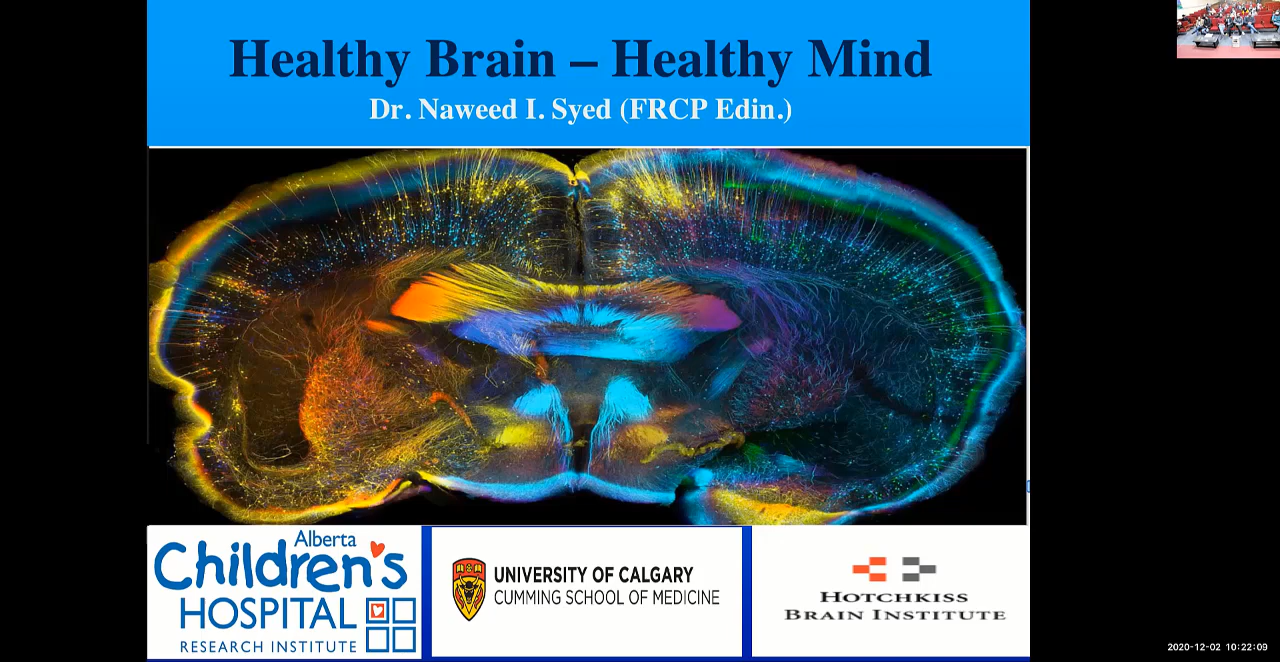 Healthy Brain – Healthy Mind
Dr. Naweed I. Syed (FRCP Edin.)
Alberta
Children's
HOSPITAL
RESEARCH INSTITUTE
UNIVERSITY OF CALGARY
CUMMING SCHOOL OF MEDICINE
HOTCHKISS
BRAIN INSTITUTE
2020-12-02 10:22:09